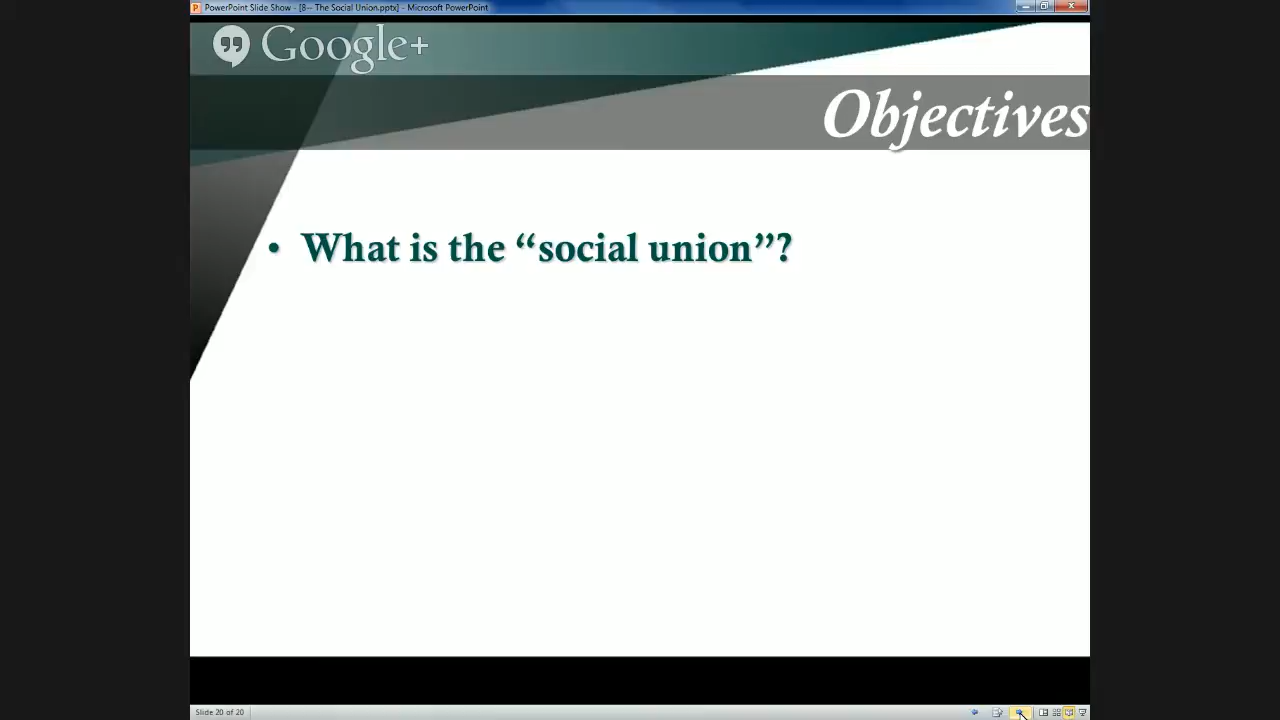 PowerPoint Slide Show - [8-- The Social Union.pptx] - Microsoft PowerPoint
Google+
Objectives
• What is the “social union”?
Slide 20 of 20